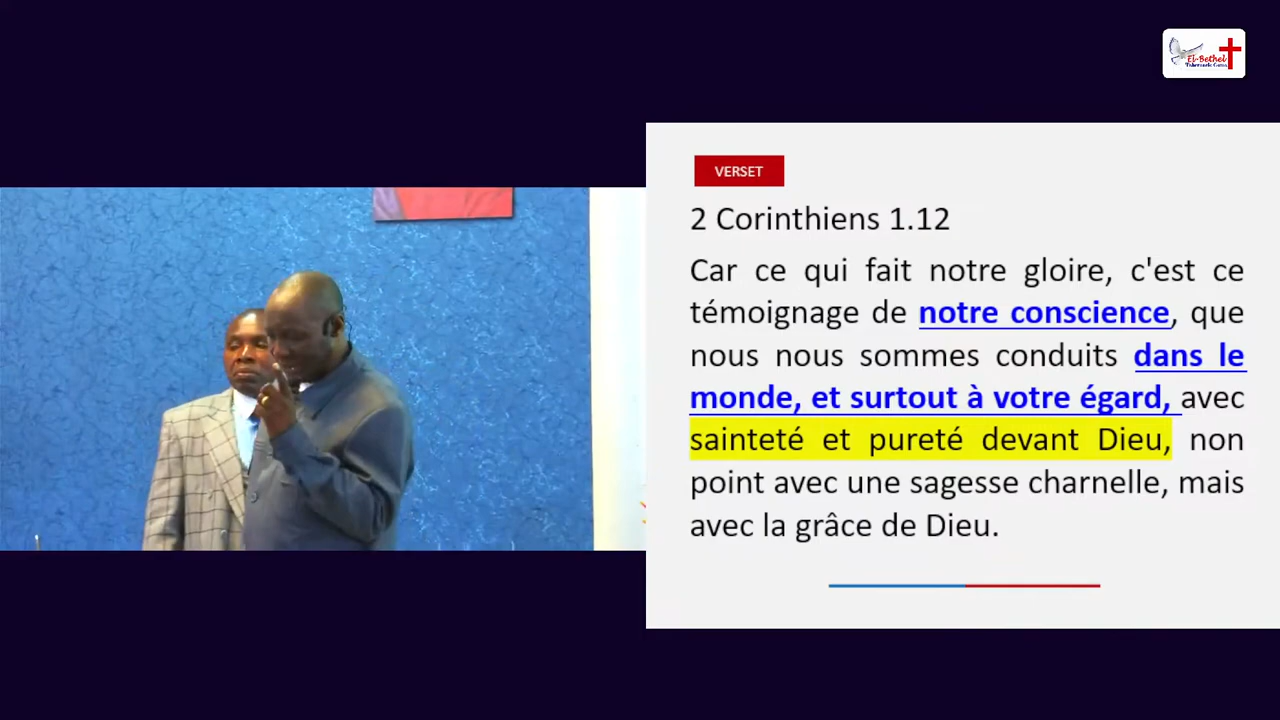 El-Bethel
VERSET
2 Corinthiens 1.12
Car ce qui fait notre gloire, c'est ce
témoignage de notre conscience, que
nous nous sommes conduits dans le
monde, et surtout à votre égard, avec
sainteté et pureté devant Dieu, non
point avec une sagesse charnelle, mais
avec la grâce de Dieu.